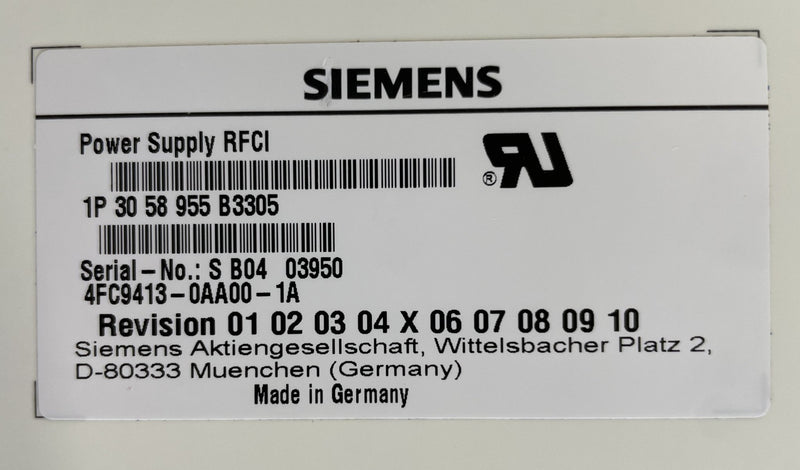 SIEMENS
Power Supply RFCI
1P 30 58 955 B3305
Serial-No.: S B04 03950
4FC9413-0AA00-1A
Revision 01 02 03 04 X 06 07 08 09 10
Siemens Aktiengesellschaft, Wittelsbacher Platz 2,
D-80333 Muenchen (Germany)
Made in Germany